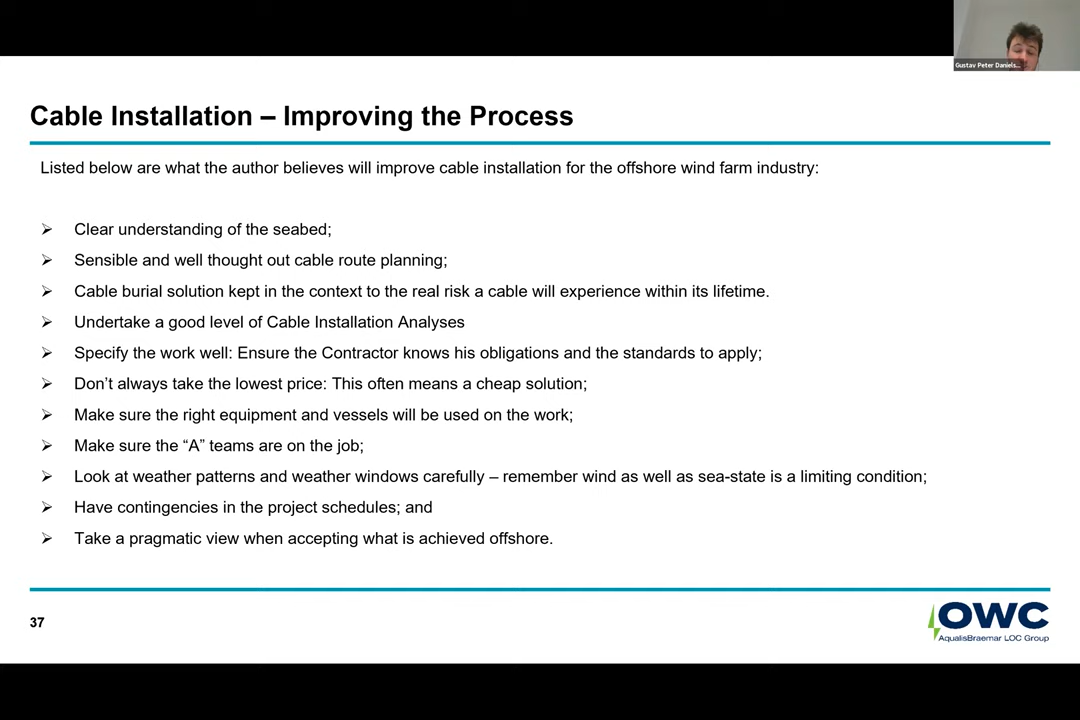 Gustav Peter Daniels...
Cable Installation – Improving the Process
Listed below are what the author believes will improve cable installation for the offshore wind farm industry:
Clear understanding of the seabed;
Sensible and well thought out cable route planning;
Cable burial solution kept in the context to the real risk a cable will experience within its lifetime.
Undertake a good level of Cable Installation Analyses
Specify the work well: Ensure the Contractor knows his obligations and the standards to apply;
Don’t always take the lowest price: This often means a cheap solution;
Make sure the right equipment and vessels will be used on the work;
Make sure the “A” teams are on the job;
Look at weather patterns and weather windows carefully – remember wind as well as sea-state is a limiting condition;
Have contingencies in the project schedules; and
Take a pragmatic view when accepting what is achieved offshore.
37
OWC
AqualisBraemar LOC Group